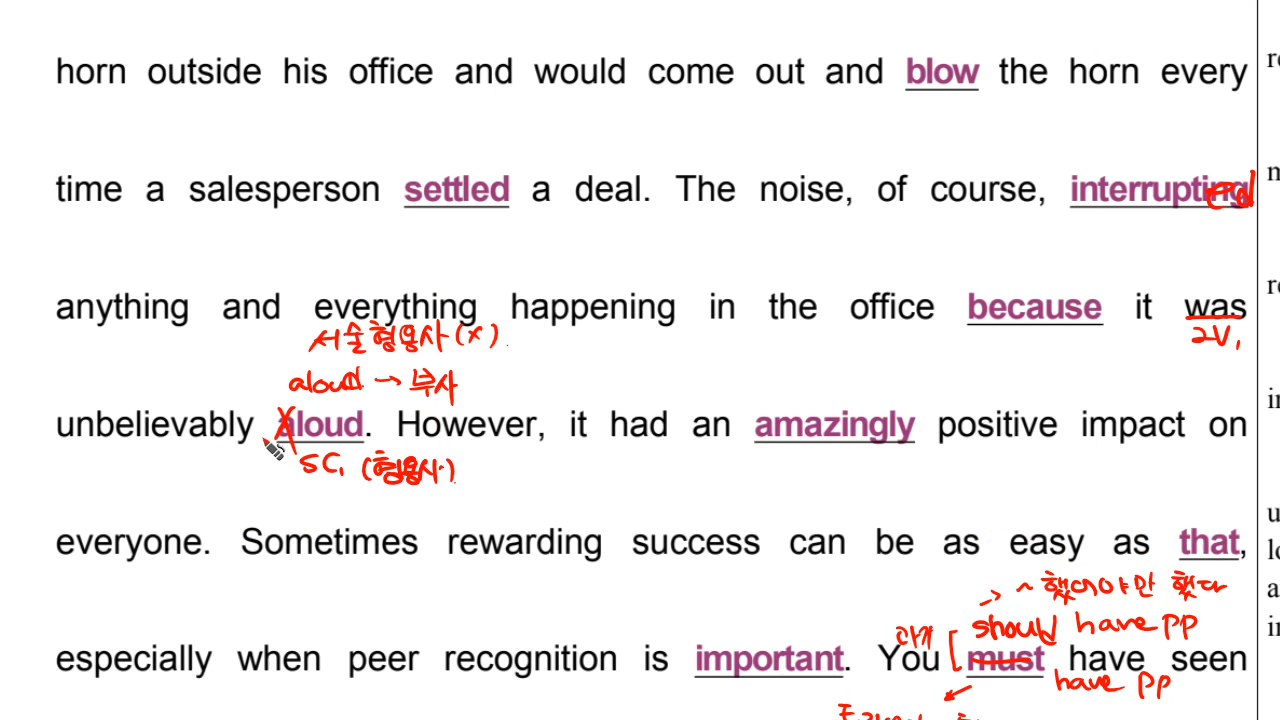 horn outside his office and would come out and blow the horn every
time a salesperson settled a deal. The noise, of course, interrupting
ed
anything and everything happening in the office because it was
서술형용사(x).
2V₁
aloud → 부사
unbelievably aloud. However, it had an amazingly positive impact on
SC₁ (형용사)
everyone. Sometimes rewarding success can be as easy as that,
→ ~ 했어야만 했다
과거 should have pp
especially when peer recognition is important. You must have seen
have pp